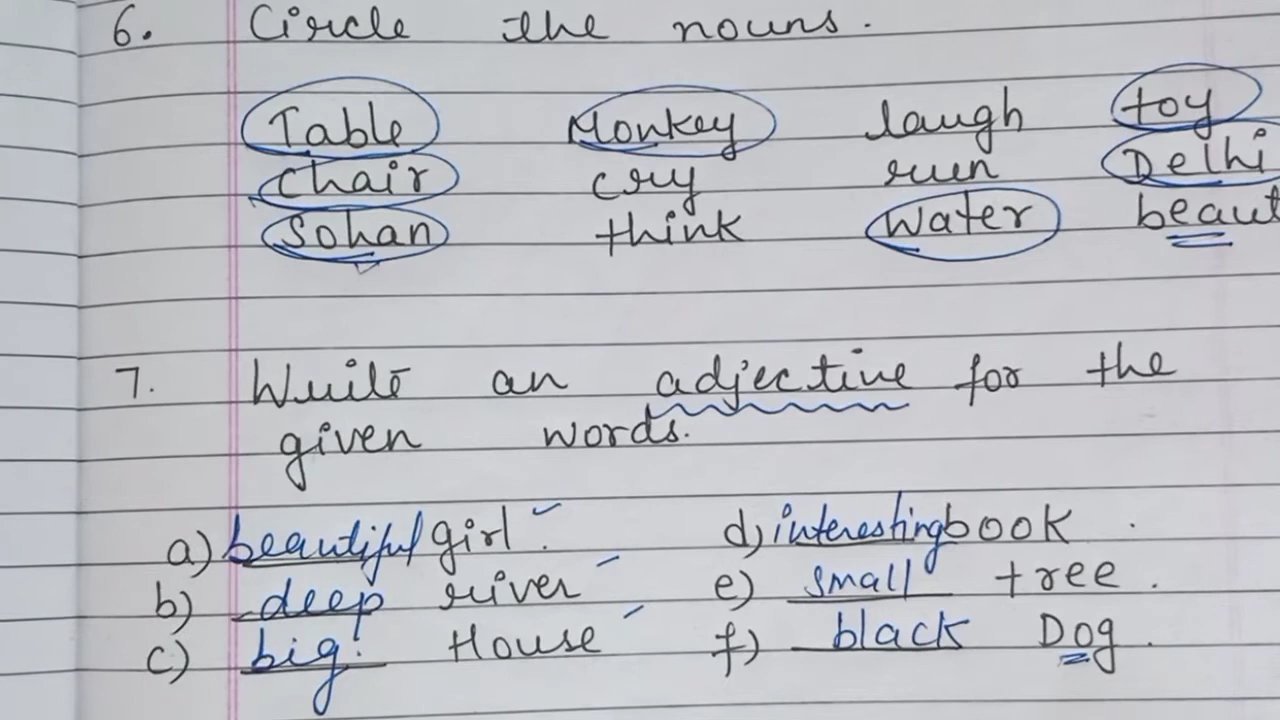 6. Circle the nouns.
Table Monkey laugh toy
Chair cry run Delhi
Sohan think Water beaut
7. Write an adjective for the
given words.
a) beautiful girl. d) interesting book.
b) deep river e) small tree.
c) big! House f) black Dog.